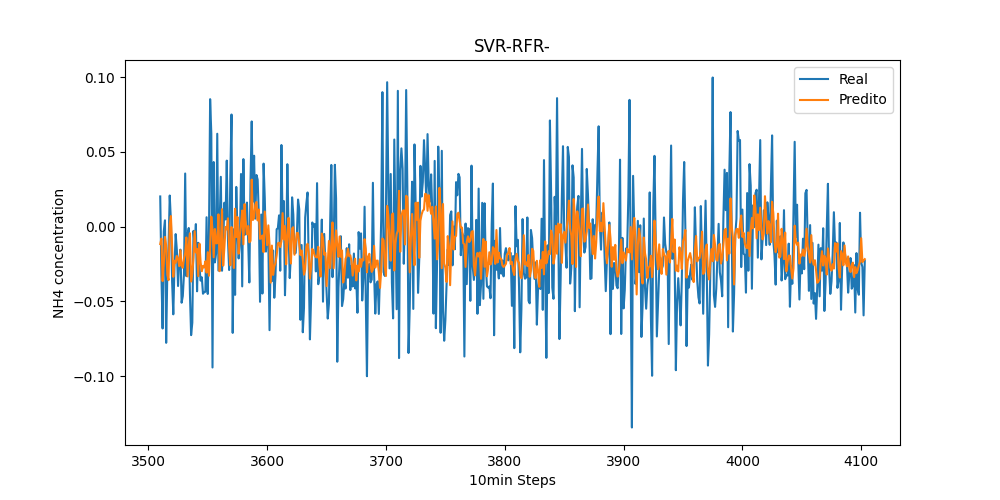 SVR-RFR-
Real
Predito
NH4 concentration
0.10
0.05
0.00
−0.05
−0.10
3500 3600 3700 3800 3900 4000 4100
10min Steps